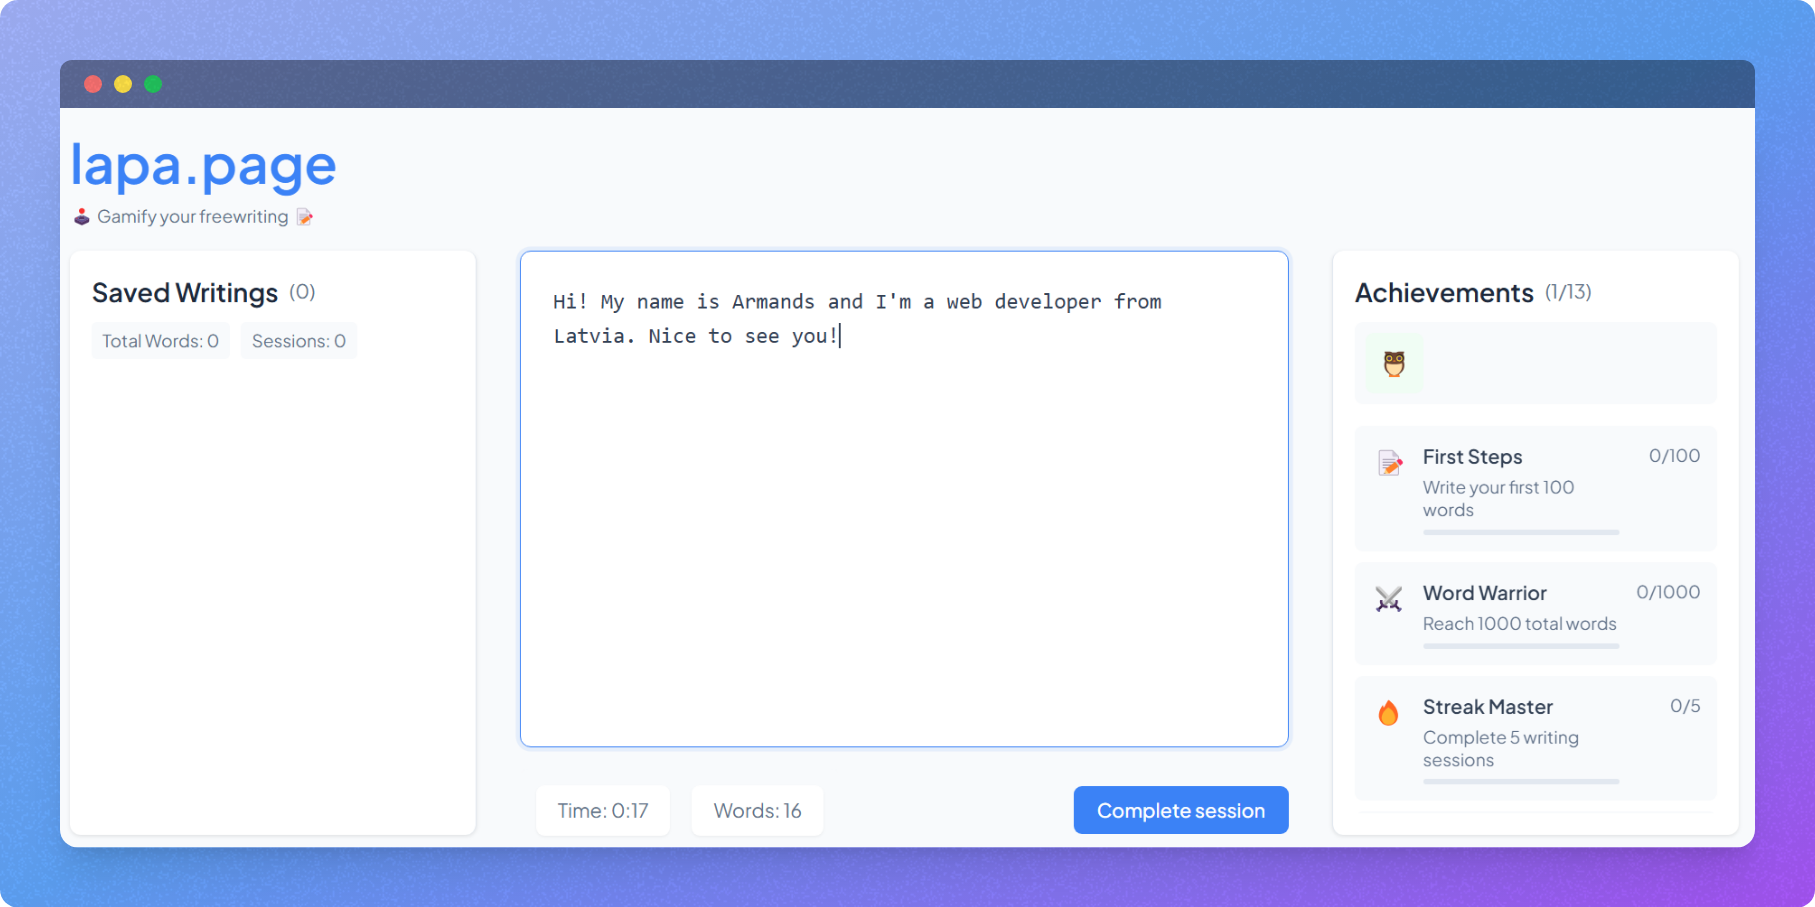 lapa.page
🕹️ Gamify your freewriting 📝
Saved Writings (0)
Total Words: 0 Sessions: 0
Hi! My name is Armands and I'm a web developer from
Latvia. Nice to see you!
Time: 0:17 Words: 16
Complete session
Achievements (1/13)
First Steps 0/100
Write your first 100
words
Word Warrior 0/1000
Reach 1000 total words
Streak Master 0/5
Complete 5 writing
sessions